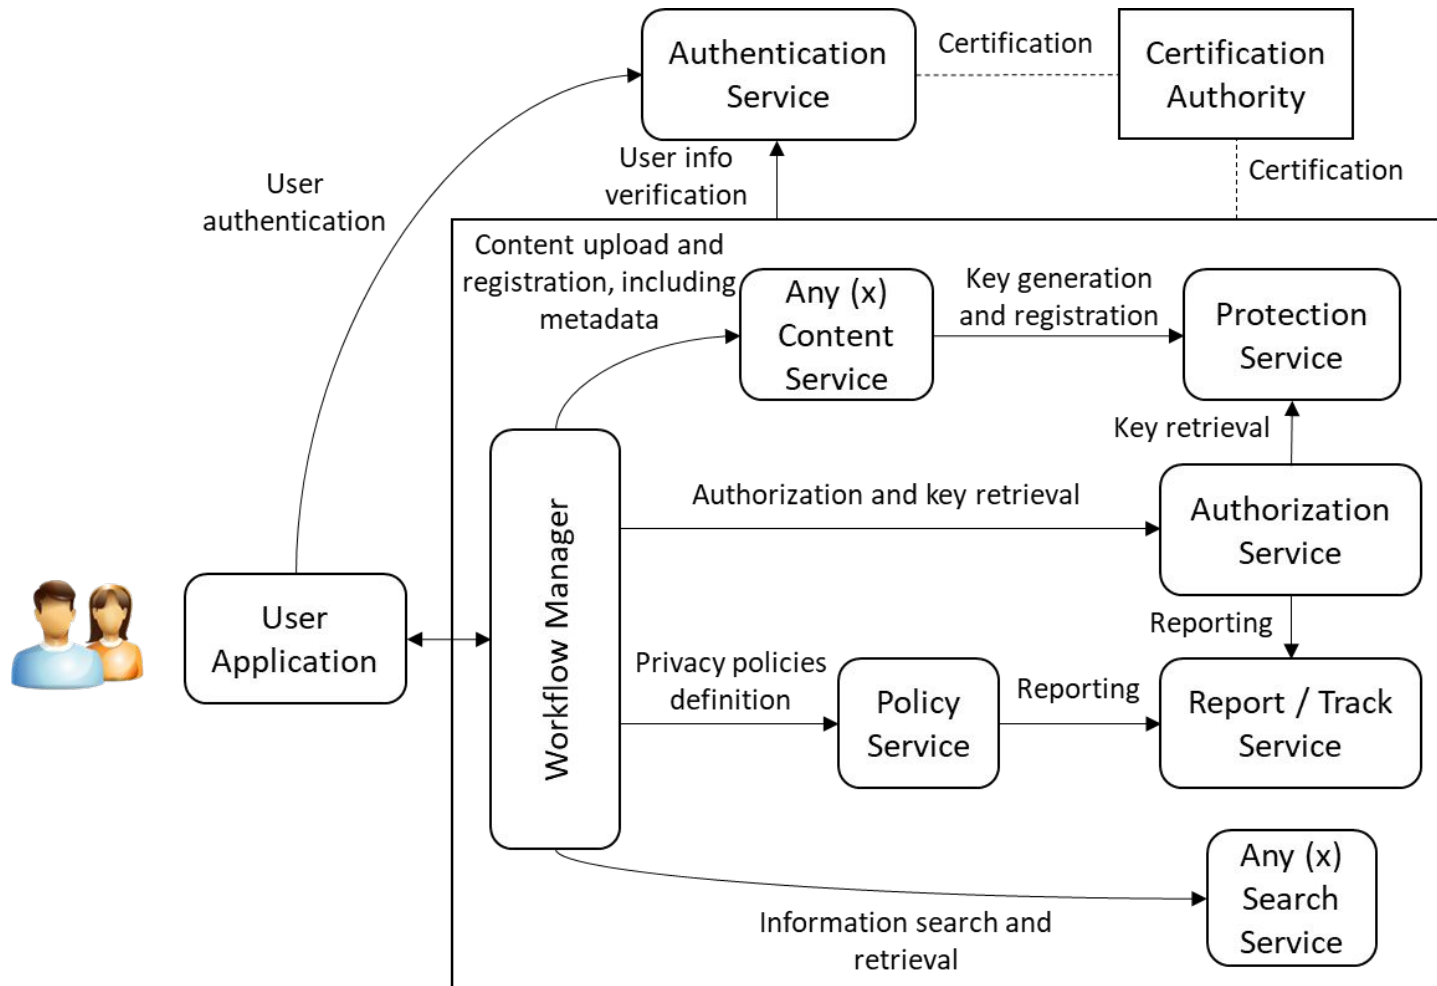 Authentication
Service
Certification
Certification
Authority
User info
verification
Certification
User
authentication
Content upload and
registration, including
metadata
Any (x)
Content
Service
Key generation
and registration
Protection
Service
Key retrieval
Authorization and key retrieval
Authorization
Service
Workflow Manager
User
Application
Reporting
Privacy policies
definition
Policy
Service
Reporting
Report / Track
Service
Any (x)
Search
Service
Information search and
retrieval